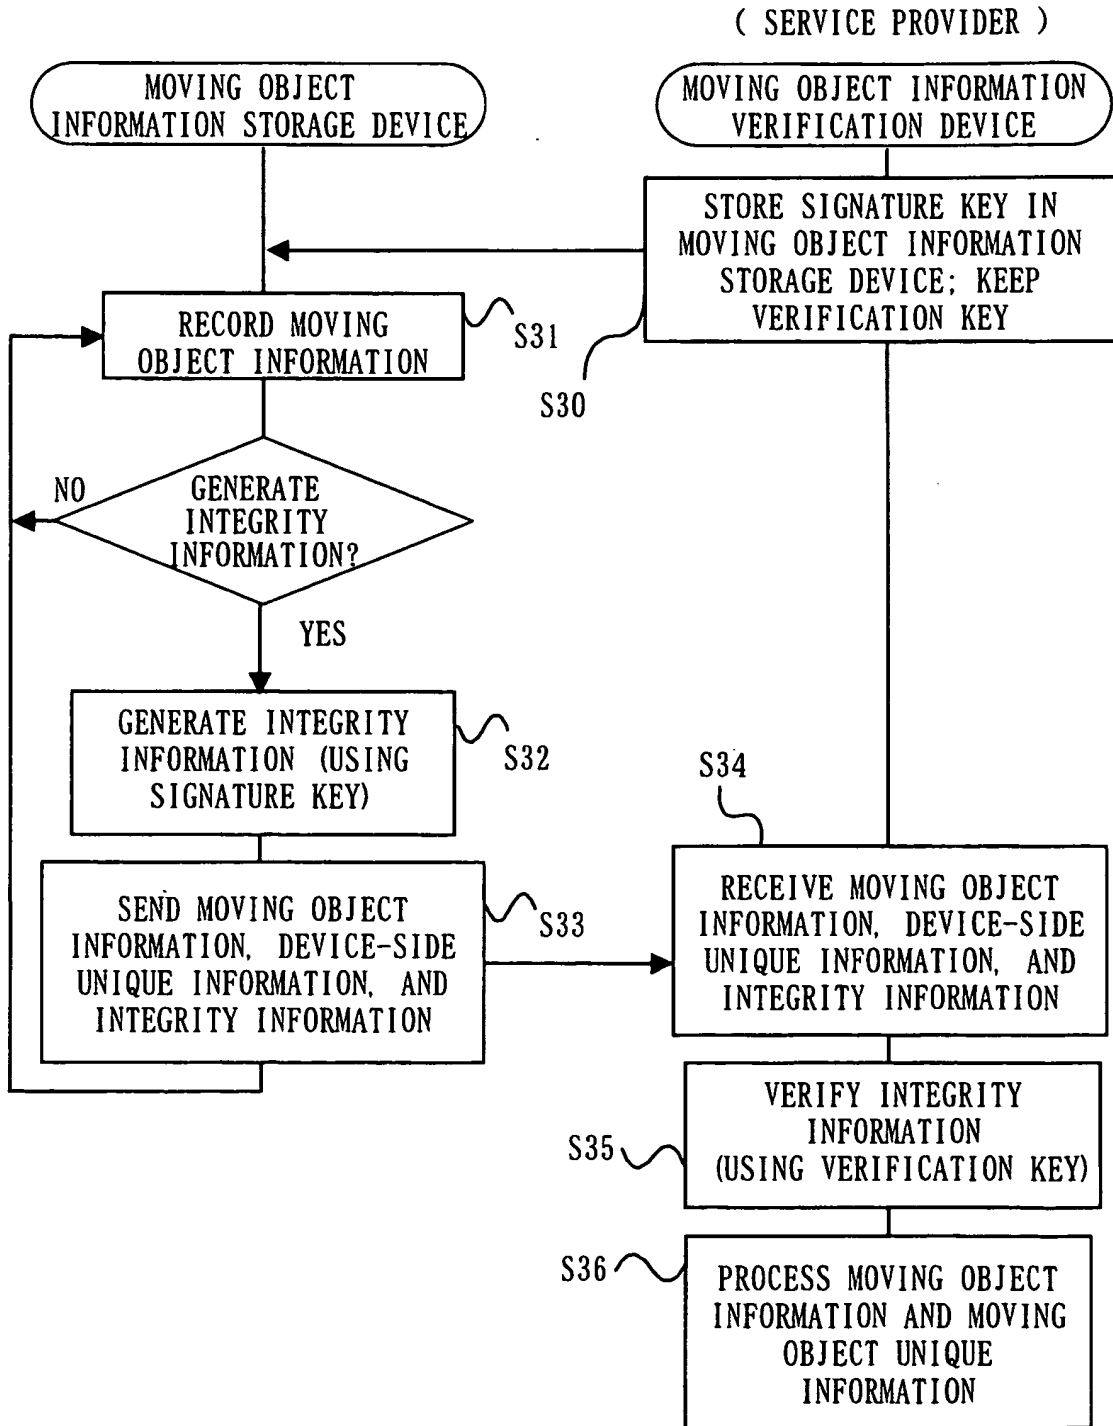 ( SERVICE PROVIDER )
MOVING OBJECT
INFORMATION STORAGE DEVICE
MOVING OBJECT INFORMATION
VERIFICATION DEVICE
STORE SIGNATURE KEY IN
MOVING OBJECT INFORMATION
STORAGE DEVICE; KEEP
VERIFICATION KEY
S30
RECORD MOVING
OBJECT INFORMATION
S31
GENERATE
INTEGRITY
INFORMATION?
NO
YES
GENERATE INTEGRITY
INFORMATION (USING
SIGNATURE KEY)
S32
SEND MOVING OBJECT
INFORMATION, DEVICE-SIDE
UNIQUE INFORMATION, AND
INTEGRITY INFORMATION
S33
S34
RECEIVE MOVING OBJECT
INFORMATION, DEVICE-SIDE
UNIQUE INFORMATION, AND
INTEGRITY INFORMATION
VERIFY INTEGRITY
INFORMATION
(USING VERIFICATION KEY)
S35
S36
PROCESS MOVING OBJECT
INFORMATION AND MOVING
OBJECT UNIQUE
INFORMATION